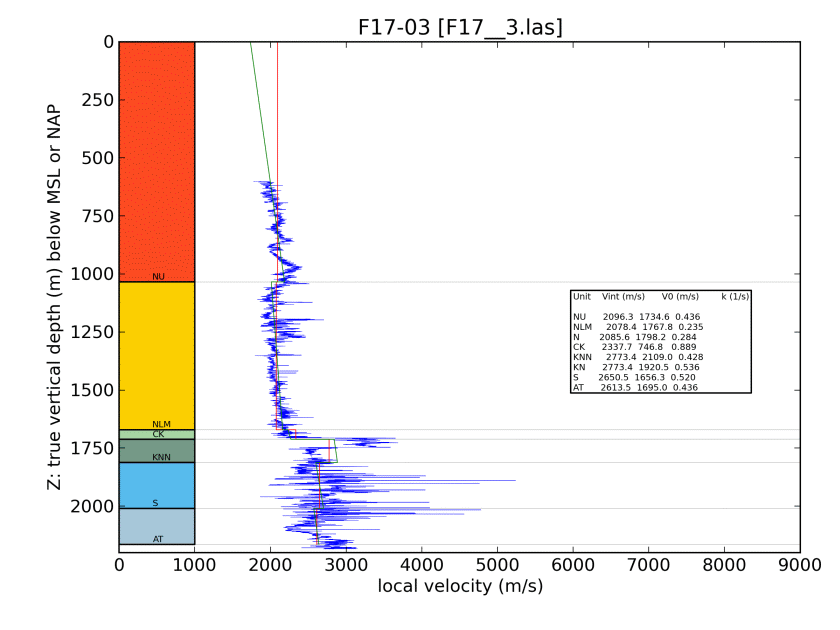 F17-03 [F17__3.las]
0
250
500
750
1000
1250
1500
1750
2000
Z: true vertical depth (m) below MSL or NAP
NU
NLM
CK
KNN
S
AT
Unit Vint (m/s) V0 (m/s) k (1/s)
NU 2096.3 1734.6 0.436
NLM 2078.4 1767.8 0.235
N 2085.6 1798.2 0.284
CK 2337.7 746.8 0.889
KNN 2773.4 2109.0 0.428
KN 2773.4 1920.5 0.536
S 2650.5 1656.3 0.520
AT 2613.5 1695.0 0.436
0 1000 2000 3000 4000 5000 6000 7000 8000 9000
local velocity (m/s)